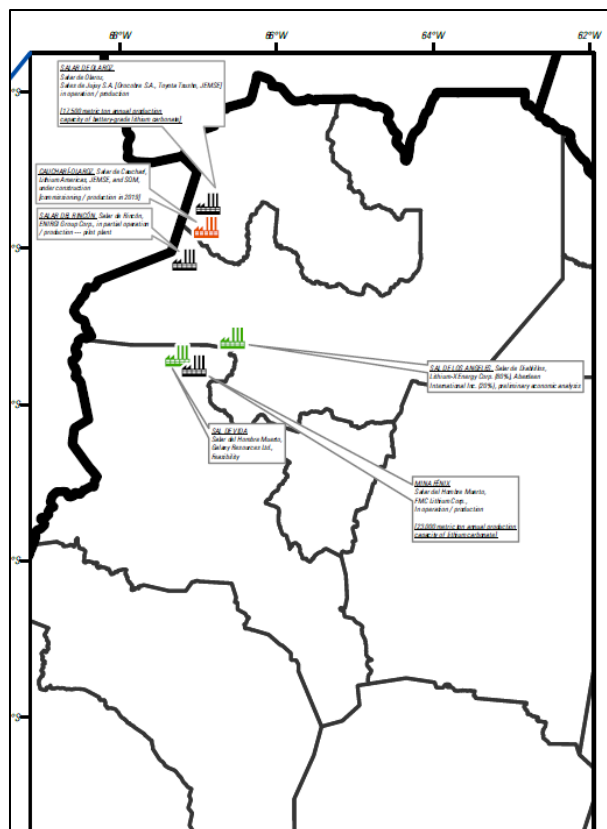 68°W 66°W 64°W 62°W
SALAR DE OLAROZ,
Salar de Olaroz,
Sales de Jujuy S.A. [Orocobre S.A., Toyota Tsusho, JEMSE]
in operation / production
[17,500 metric ton annual production
capacity of battery-grade lithium carbonate]
CAUCHARÍ-OLAROZ, Salar de Cauchari,
Lithium Americas, JEMSE, and SQM,
under construction
[commissioning / production in 2019]
SALAR DEL RINCÓN, Salar de Rincón,
ENIRGI Group Corp., in partial operation
/ production --- pilot plant
SAL DE LOS ANGELES, Salar de Diablillos,
Lithium-X Energy Corp. (80%), Aberdeen
International Inc. (20%), preliminary economic analysis
SAL DE VIDA
Salar del Hombre Muerto,
Galaxy Resources Ltd.,
Feasibility
MINA FÉNIX
Salar del Hombre Muerto,
FMC Lithium Corp.,
In operation / production
[23,000 metric ton annual production
capacity of lithium carbonate]